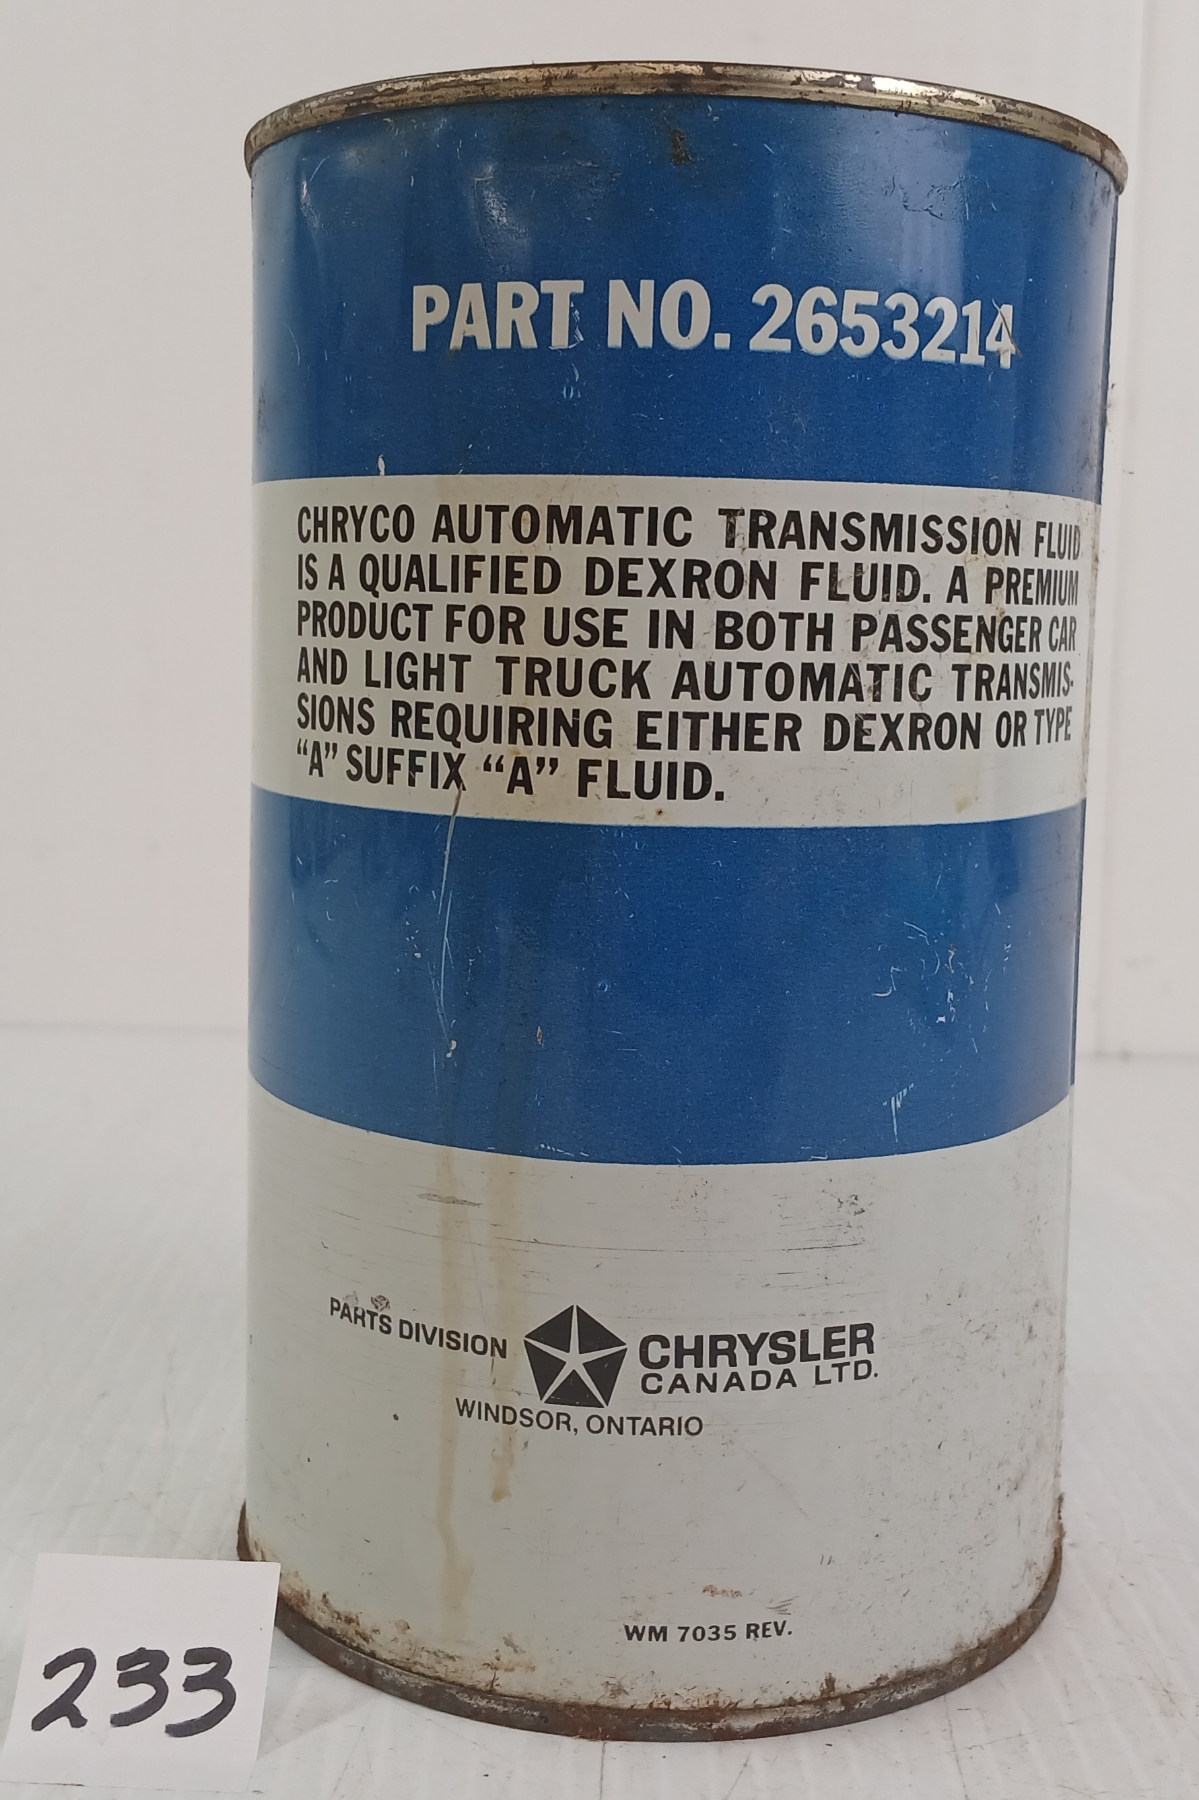 PART NO. 2653214
CHRYCO AUTOMATIC TRANSMISSION FLUID
IS A QUALIFIED DEXRON FLUID. A PREMIUM
PRODUCT FOR USE IN BOTH PASSENGER CAR
AND LIGHT TRUCK AUTOMATIC TRANSMIS-
SIONS REQUIRING EITHER DEXRON OR TYPE
“A” SUFFIX “A” FLUID.
PARTS DIVISION CHRYSLER
CANADA LTD.
WINDSOR, ONTARIO
WM 7035 REV.
233